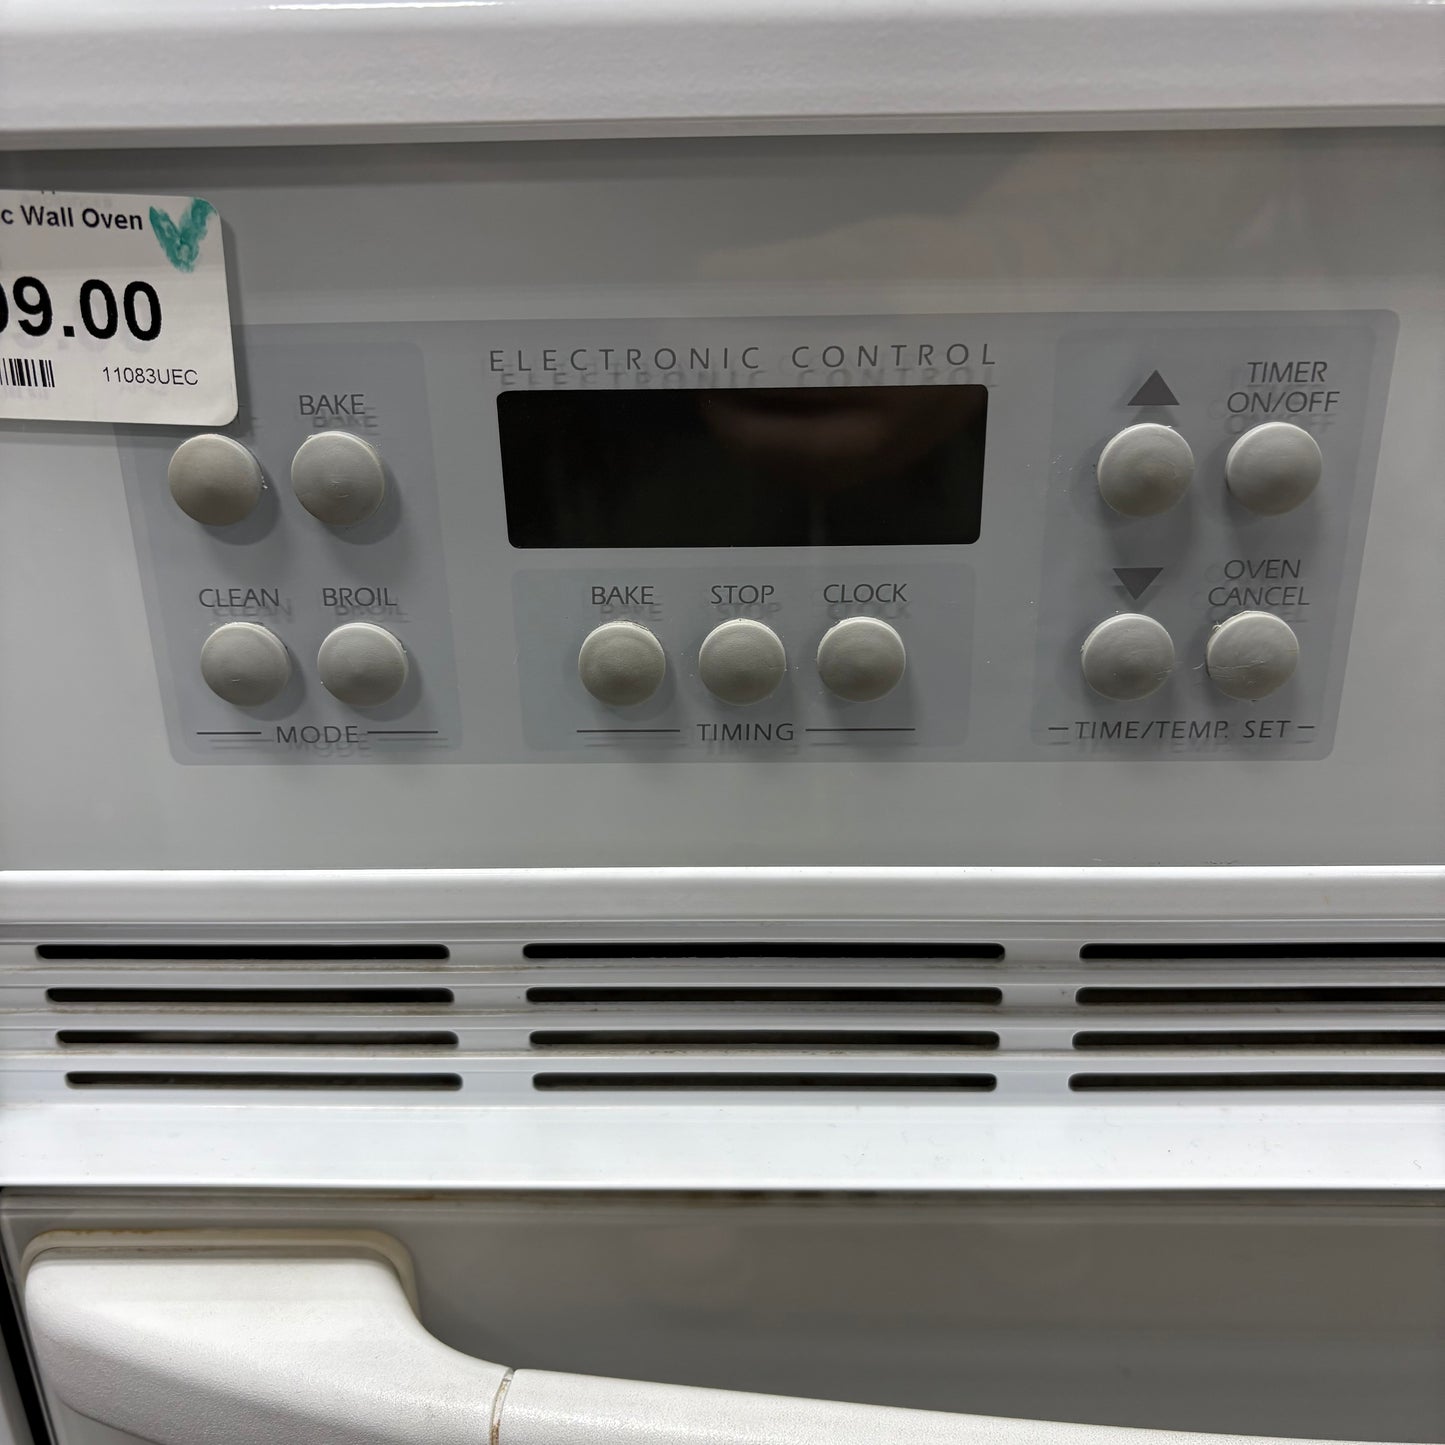 Wall Oven
9.00
11083UEC
ELECTRONIC CONTROL
BAKE
CLEAN BROIL
MODE
BAKE STOP CLOCK
TIMING
TIMER
ON/OFF
OVEN
CANCEL
TIME/TEMP. SET